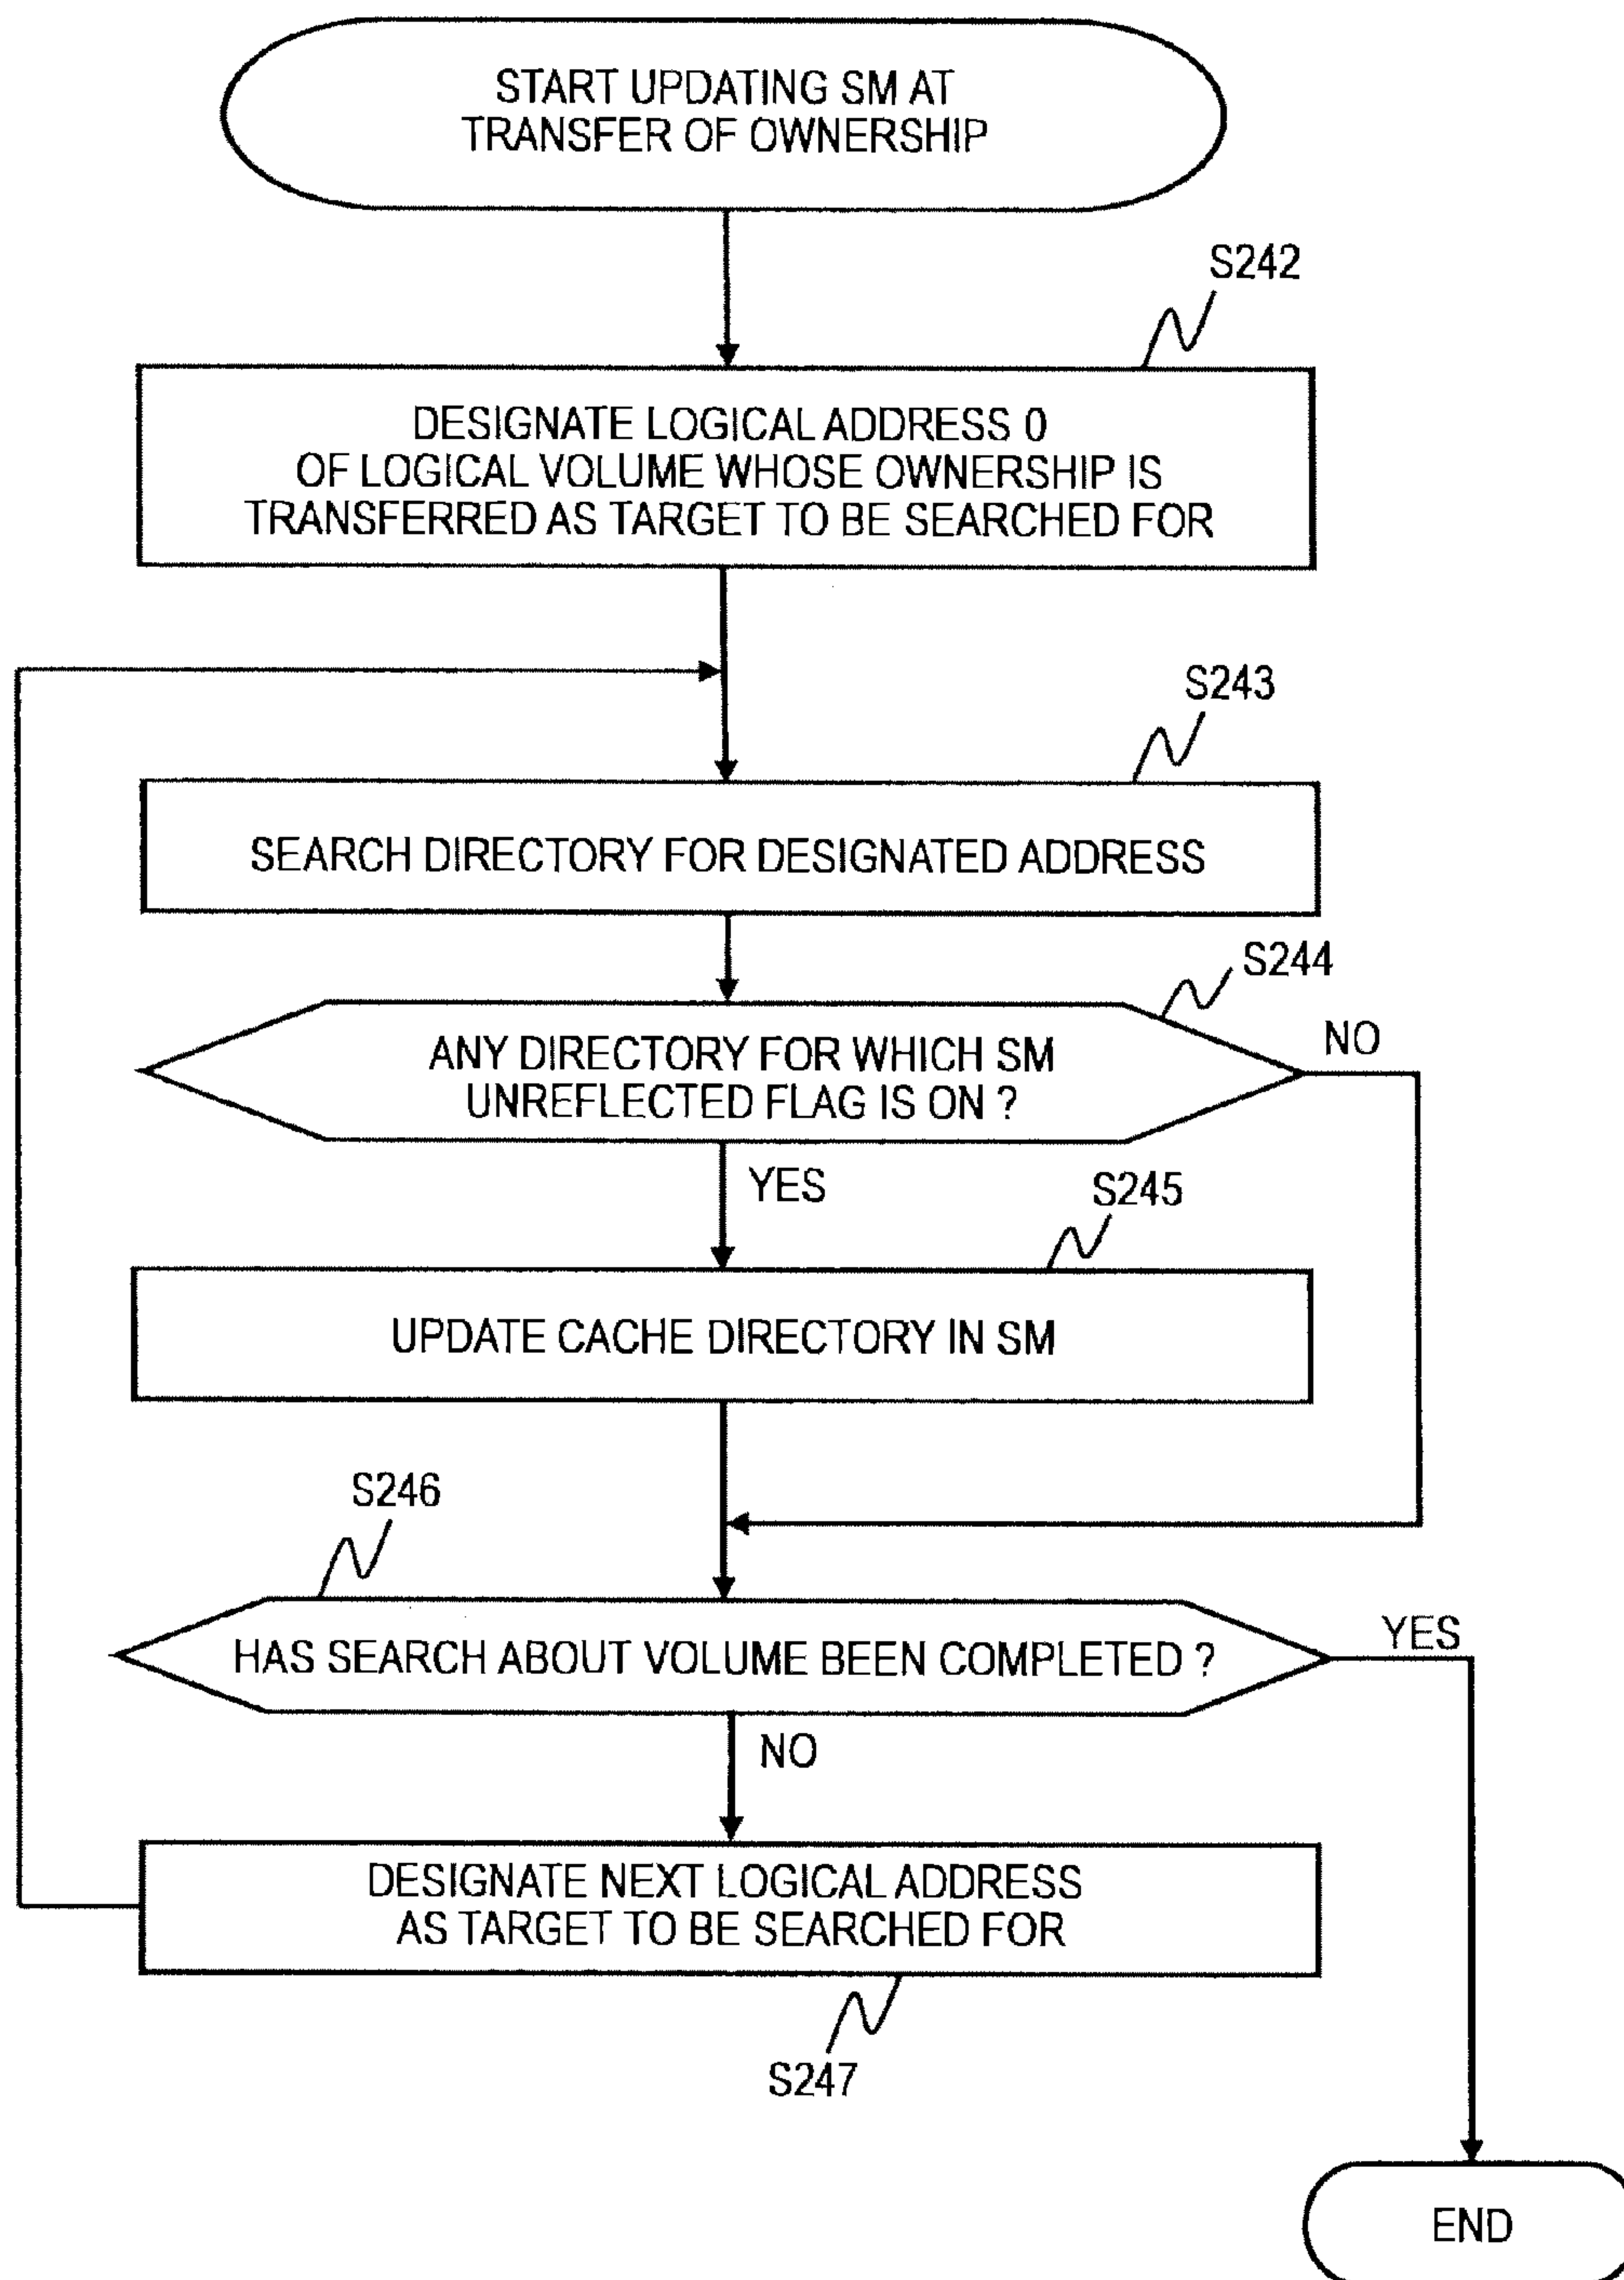 START UPDATING SM AT
TRANSFER OF OWNERSHIP
S242
DESIGNATE LOGICAL ADDRESS 0
OF LOGICAL VOLUME WHOSE OWNERSHIP IS
TRANSFERRED AS TARGET TO BE SEARCHED FOR
S243
SEARCH DIRECTORY FOR DESIGNATED ADDRESS
S244
ANY DIRECTORY FOR WHICH SM
UNREFLECTED FLAG IS ON ?
NO
YES
S245
UPDATE CACHE DIRECTORY IN SM
S246
HAS SEARCH ABOUT VOLUME BEEN COMPLETED ?
YES
NO
DESIGNATE NEXT LOGICAL ADDRESS
AS TARGET TO BE SEARCHED FOR
S247
END